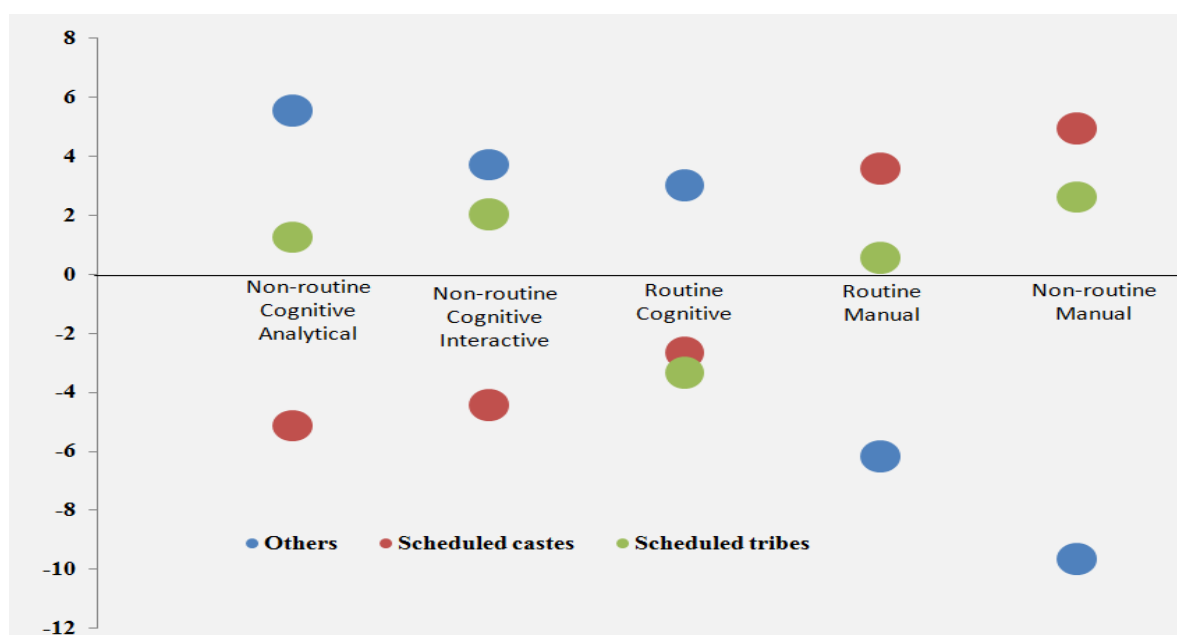 8
6
4
2
0
Non-routine
Cognitive
Analytical
Non-routine
Cognitive
Interactive
Routine
Cognitive
Routine
Manual
Non-routine
Manual
-2
-4
-6
-8
Others Scheduled castes Scheduled tribes
-10
-12